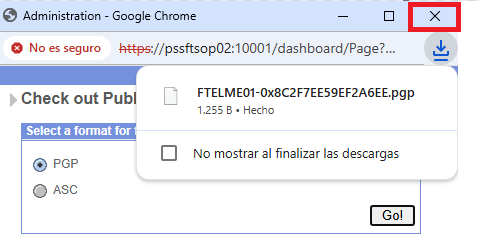 Administration - Google Chrome
No es seguro
https://pssftsop02:10001/dashboard/Page?...
Check out Publ
FTELME01-0x8C2F7EE59EF2A6EE.pgp
1.255 B • Hecho
Select a format for t
PGP
No mostrar al finalizar las descargas
ASC
Go!